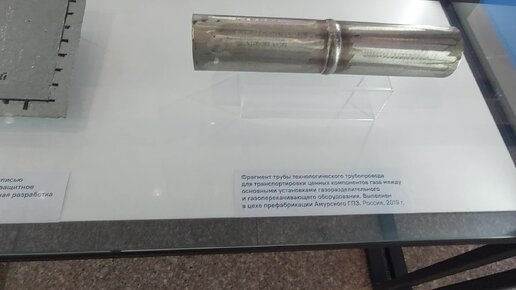 писью
защитное
ая разработка
Фрагмент трубы технологического трубопровода
для транспортировки ценных компонентов газа между
основными установками газоразделительного
и газоперекачивающего оборудования. Выполнен
в цехе префабрикации Амурского ГПЗ. Россия, 2019 г.